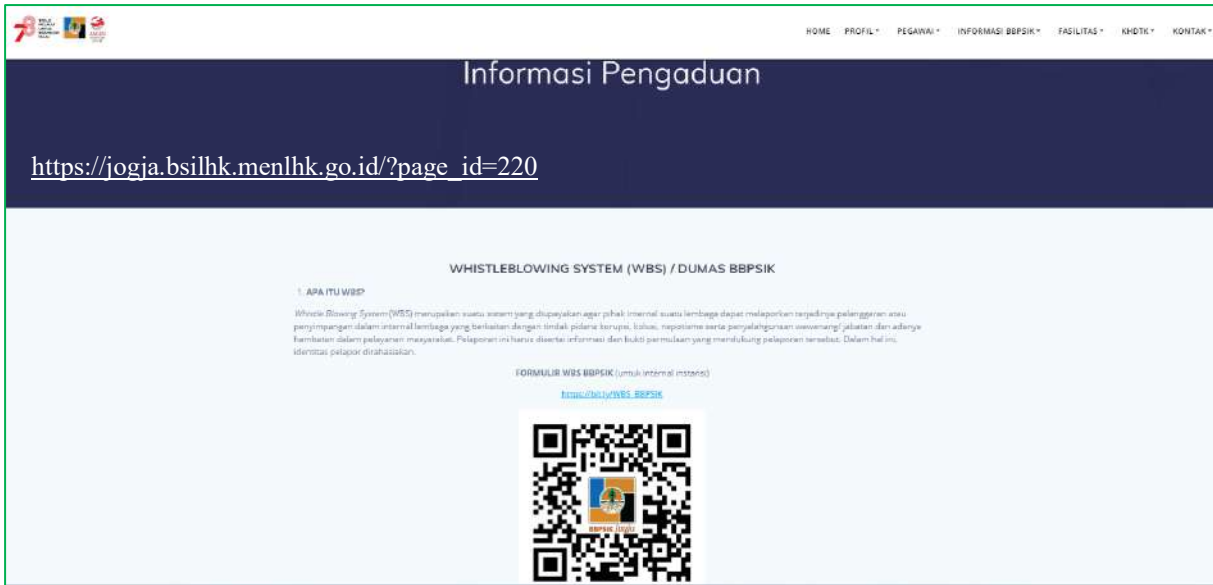 78
HOME PROFIL PEGAWAI INFORMASI BBPSIK FASILITAS KHDTK KONTAK
Informasi Pengaduan
https://jogja.bsilhk.menlhk.go.id/?page_id=220
WHISTLEBLOWING SYSTEM (WBS) / DUMAS BBPSIK
1. APA ITU WBS?
Whistle Blowing System (WBS) merupakan suatu sistem yang diupayakan agar pihak internal suatu lembaga dapat melaporkan terjadinya pelanggaran atau
penyimpangan dalam internal lembaga yang berkaitan dengan tindak pidana korupsi, kolusi, nepotisme serta penyalahgunaan wewenang/ jabatan dan adanya
hambatan dalam pelayanan masyarakat. Pelaporan ini harus disertai informasi dan bukti permulaan yang mendukung pelaporan tersebut. Dalam hal ini,
identitas pelapor dirahasiakan.
FORMULIR WBS BBPSIK (untuk internal instansi)
https://bit.ly/WBS_BBPSIK
BBPSIK Jogja